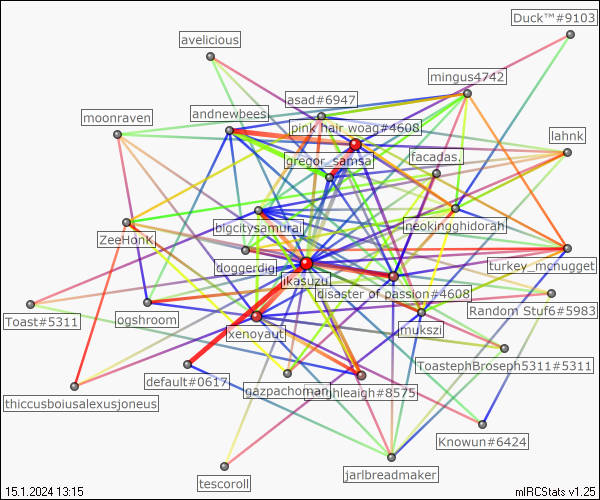 Duck™#9103
avelicious
mingus4742
asad#6947
andnewbees
moonraven
pink hair woag#4608
lahnk
facadas.
gregor_samsa
neokingghidorah
bigcitysamurai
ZeeHonK
doggerdig
turkey_mcnugget
ikasuzu
disaster of passion#4608
Random Stuf6#5983
Toast#5311
ogshroom
xenoyaut
mukszi
ToastephBroseph5311#5311
default#0617
gazpachoman
#8575
thiccusboiusalexusjoneus
Knowun#6424
tescoroll
jarlbreadmaker
15.1.2024 13:15
mIRCStats v1.25